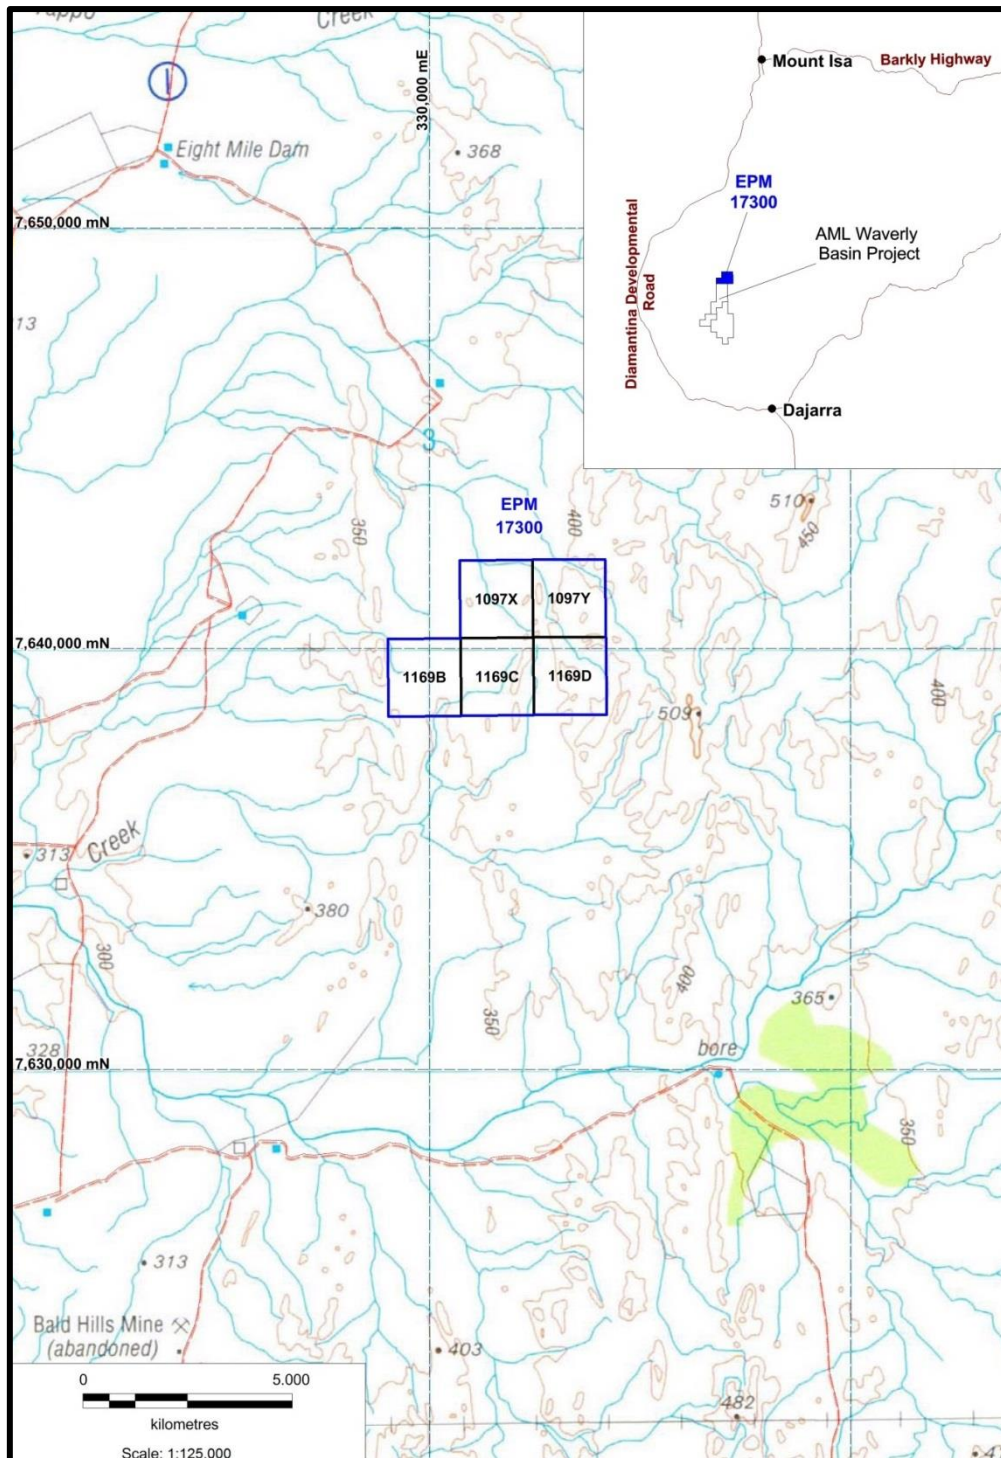 Creek
330,000 mE
368
Eight Mile Dam
7,650,000 mN
13
3
Mount Isa
Barkly Highway
EPM
17300
AML Waverly
Basin Project
Diamantina Developmental
Road
Dajarra
510
450
EPM
17300
400
350
1097X
1097Y
7,640,000 mN
1169B
1169C
1169D
400
509
Creek
313
380
300
350
400
365
328
bore
7,630,000 mN
350
313
Bald Hills Mine
(abandoned)
403
482
0
5.000
kilometres
Scale: 1:125,000